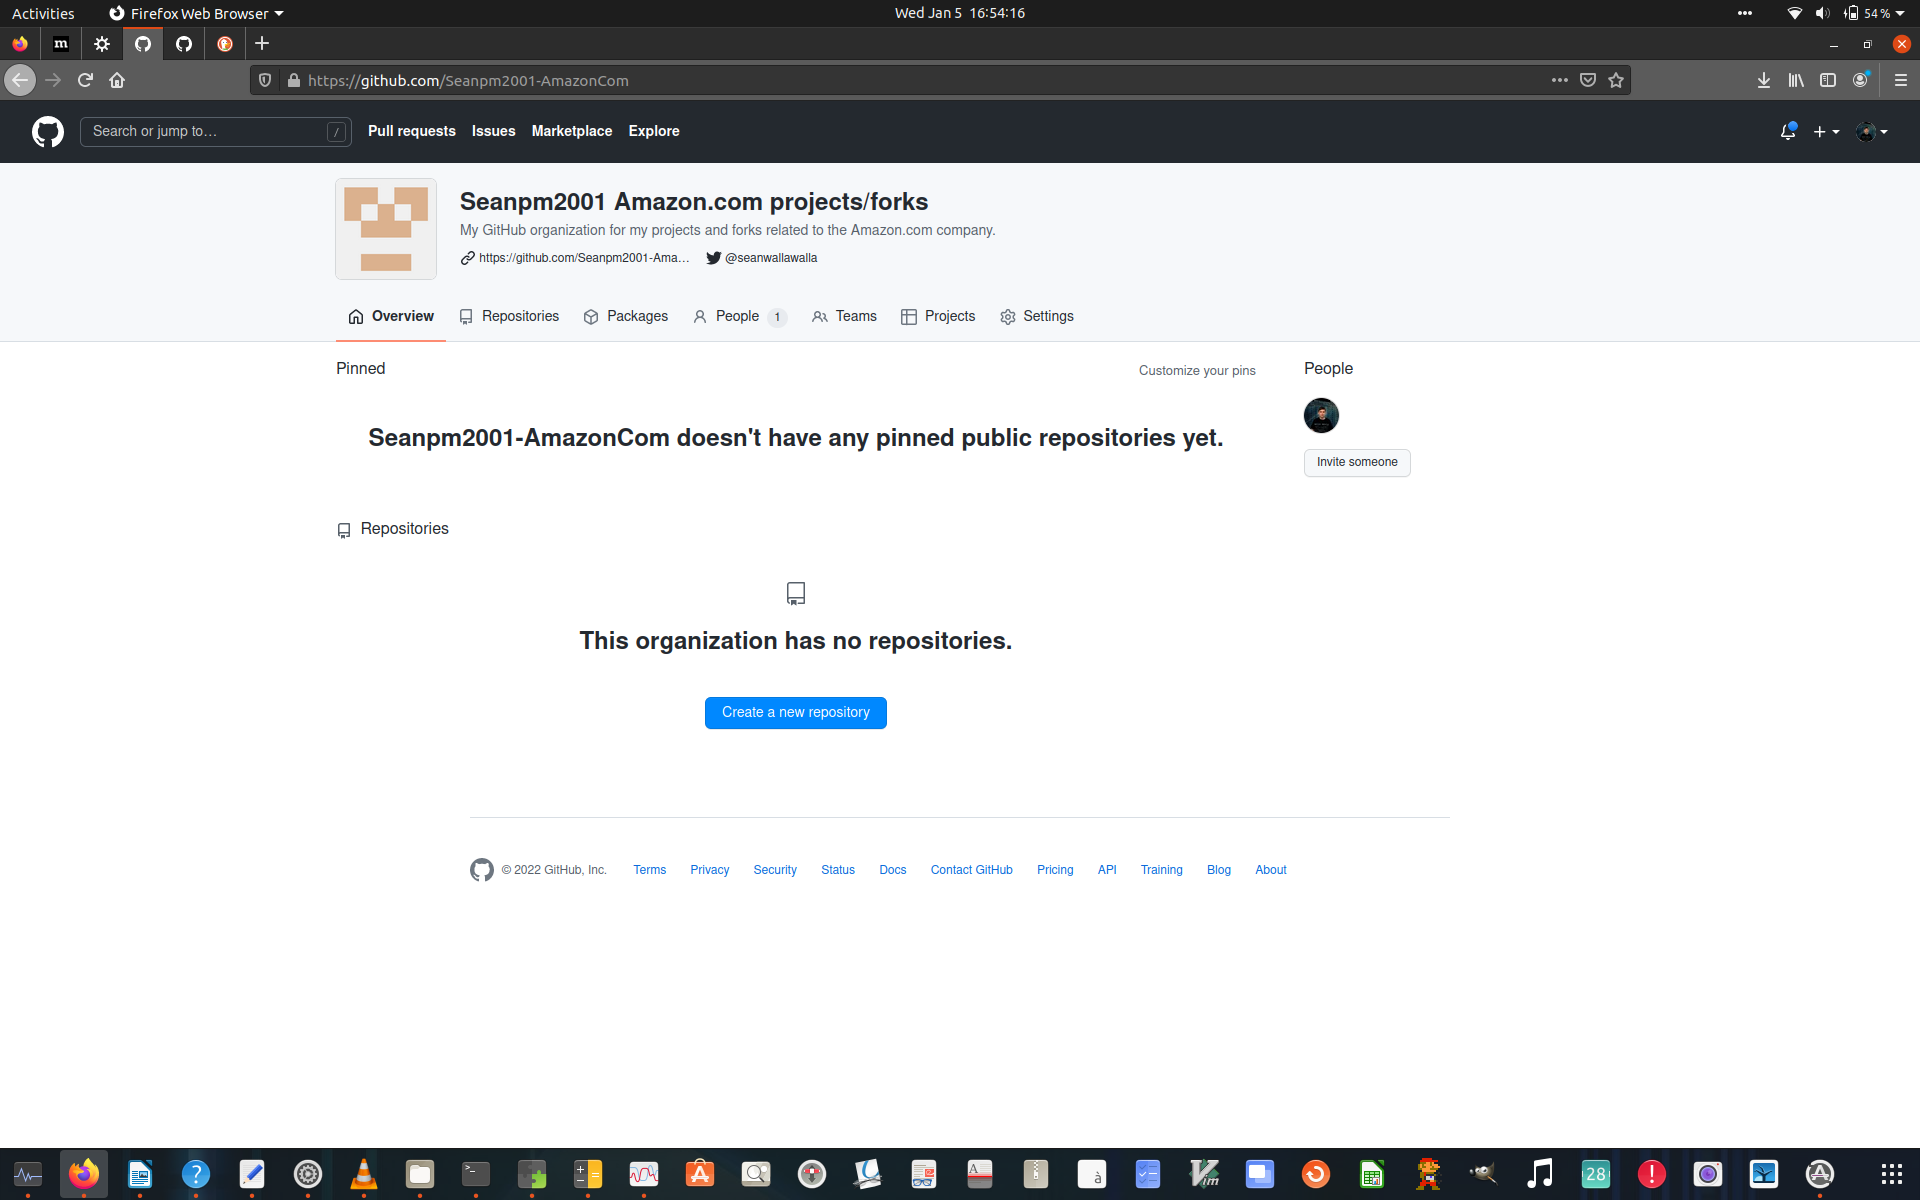 Activities
Firefox Web Browser
Wed Jan 5 16:54:16
54 %
m
https://github.com/Seanpm2001-AmazonCom
Search or jump to…
/
Pull requests
Issues
Marketplace
Explore
Seanpm2001 Amazon.com projects/forks
My GitHub organization for my projects and forks related to the Amazon.com company.
https://github.com/Seanpm2001-Ama…
@seanwallawalla
Overview
Repositories
Packages
People 1
Teams
Projects
Settings
Pinned
Customize your pins
People
Seanpm2001-AmazonCom doesn't have any pinned public repositories yet.
Invite someone
Repositories
This organization has no repositories.
Create a new repository
© 2022 GitHub, Inc.
Terms
Privacy
Security
Status
Docs
Contact GitHub
Pricing
API
Training
Blog
About
?
>_
A
à
Vim
28
!